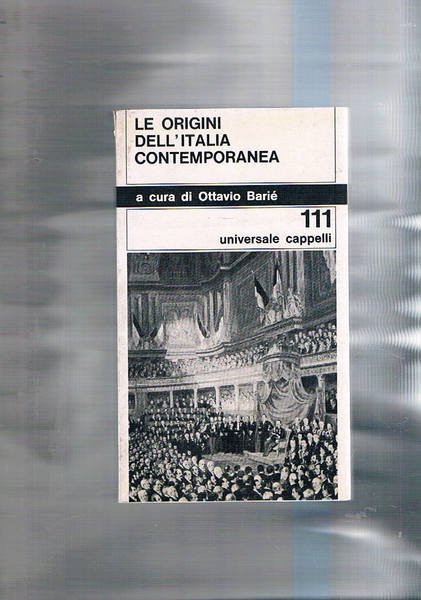 LE ORIGINI
DELL'ITALIA
CONTEMPORANEA
a cura di Ottavio Barié
111
universale cappelli